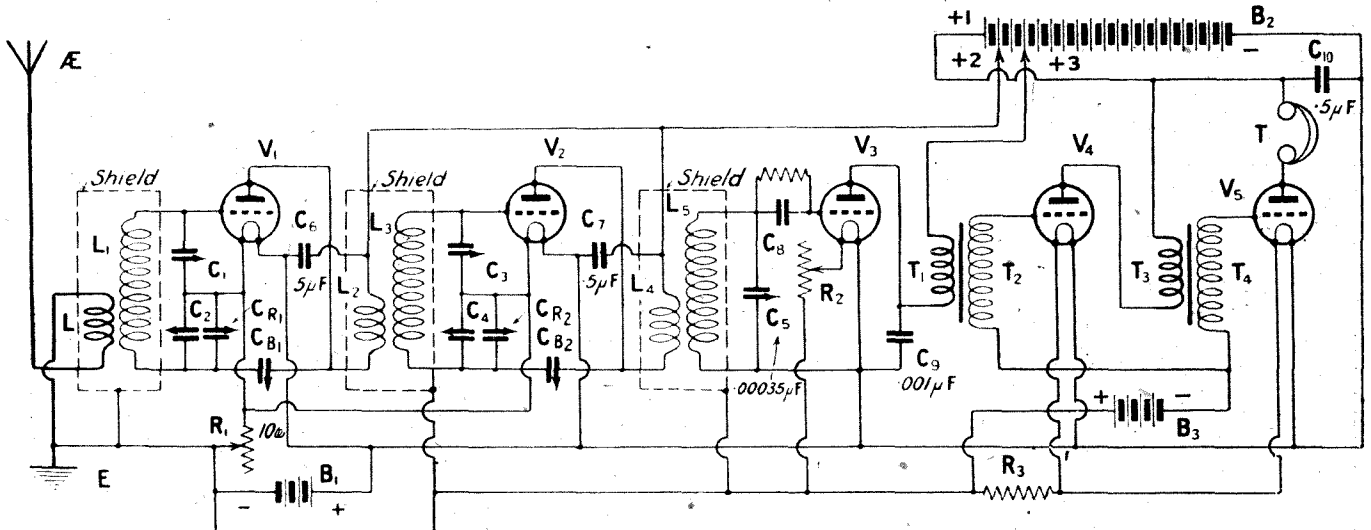 +1
B2
+2
+3
-
C10
.5µF
Æ
T
V1
V2
V3
V4
V5
Shield
Shield
Shield
L1
L3
L5
C6
C7
C8
C1
C3
5µF
.5µF
L
L2
L4
C2
CR1
CB1
C4
CR2
CB2
C5
R2
T1
T2
T3
T4
C9
.00035µF
.001µF
R1
10ω
+
-
B3
E
B1
-
+
R3